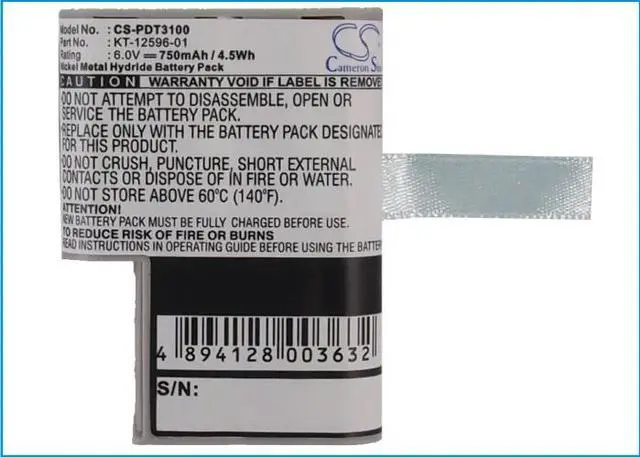 Model No. : CS-PDT3100
Part No. : KT-12596-01
Rating : 6.0V⎓750mAh / 4.5Wh
Nickel Metal Hydride Battery Pack
CS
Cameron
CAUTION WARRANTY VOID IF LABEL IS REMOVE
:DO NOT ATTEMPT TO DISASSEMBLE, OPEN OR
SERVICE THE BATTERY PACK.
:REPLACE ONLY WITH THE BATTERY PACK DESIGNATE
FOR THIS PRODUCT.
:DO NOT CRUSH, PUNCTURE, SHORT EXTERNAL
CONTACTS OR DISPOSE OF IN FIRE OR WATER.
:DO NOT STORE ABOVE 60°C (140°F).
ATTENTION!
NEW BATTERY PACK MUST BE FULLY CHARGED BEFORE USE.
TO REDUCE RISK OF FIRE OR BURNS
READ INSTRUCTIONS IN OPERATING GUIDE BEFORE USING THE BATTE
4 894128 003632
S/N: